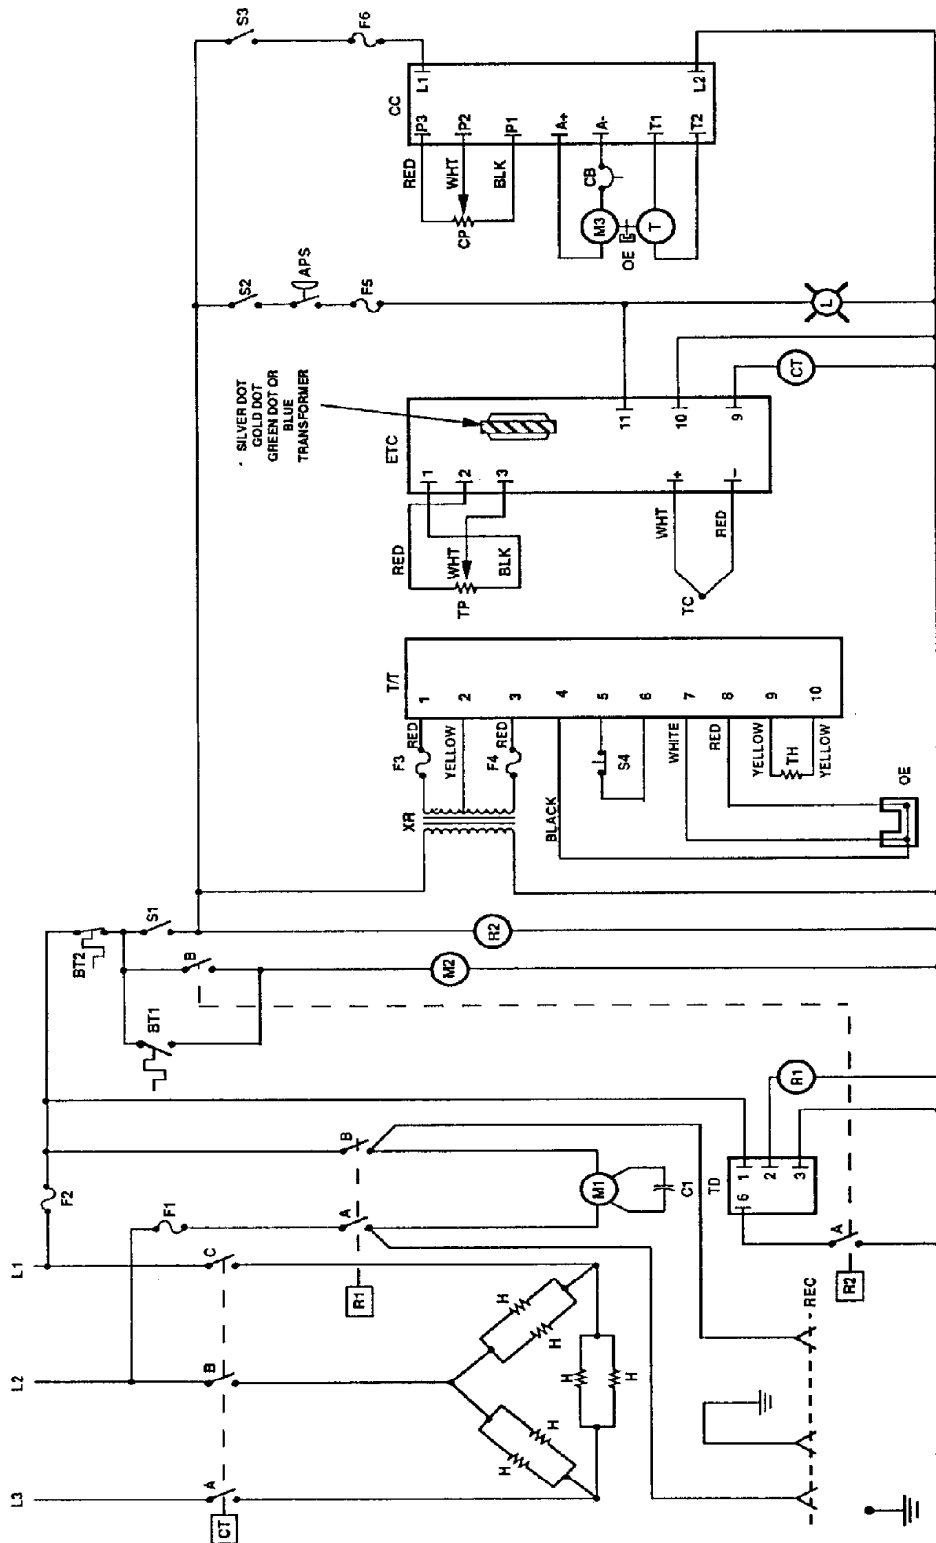 S3
F6
CC
L1
L2
P3
P2
P1
A+
A-
T1
T2
RED
WHT
BLK
CP
CB
M3
OE
T
S2
APS
F5
L
CT
SILVER DOT
GOLD DOT
GREEN DOT OR
BLUE
TRANSFORMER
ETC
11
10
9
1
2
3
+
-
RED
WHT
BLK
TP
WHT
RED
TC
T/T
1
2
3
4
5
6
7
8
9
10
RED
YELLOW
RED
F3
F4
XR
BLACK
S4
WHITE
RED
YELLOW
TH
YELLOW
OE
BT2
S1
R2
B
M2
BT1
R1
F2
B
TD
1
2
3
6
M1
C1
F1
A
A
R1
R2
L1
C
L2
B
L3
A
CT
H
H
H
H
H
H
REC